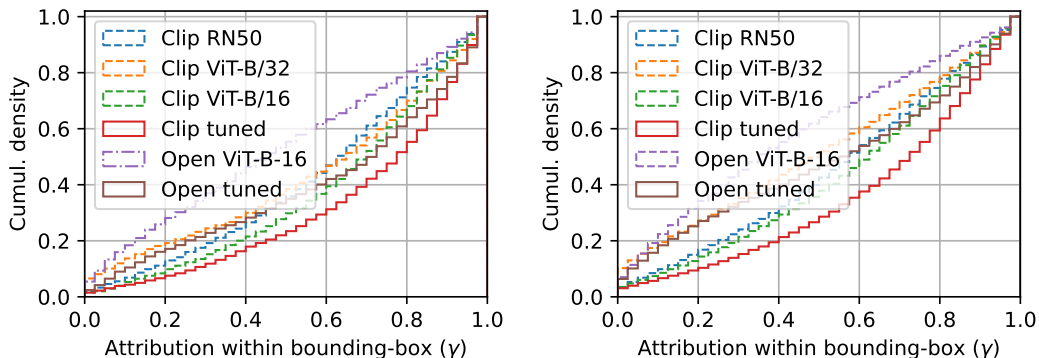 Cumul. density
1.0
0.8
0.6
0.4
0.2
0.0
Clip RN50
Clip ViT-B/32
Clip ViT-B/16
Clip tuned
Open ViT-B-16
Open tuned
0.0 0.2 0.4 0.6 0.8 1.0
Attribution within bounding-box (γ)
Cumul. density
1.0
0.8
0.6
0.4
0.2
0.0
Clip RN50
Clip ViT-B/32
Clip ViT-B/16
Clip tuned
Open ViT-B-16
Open tuned
0.0 0.2 0.4 0.6 0.8 1.0
Attribution within bounding-box (γ)